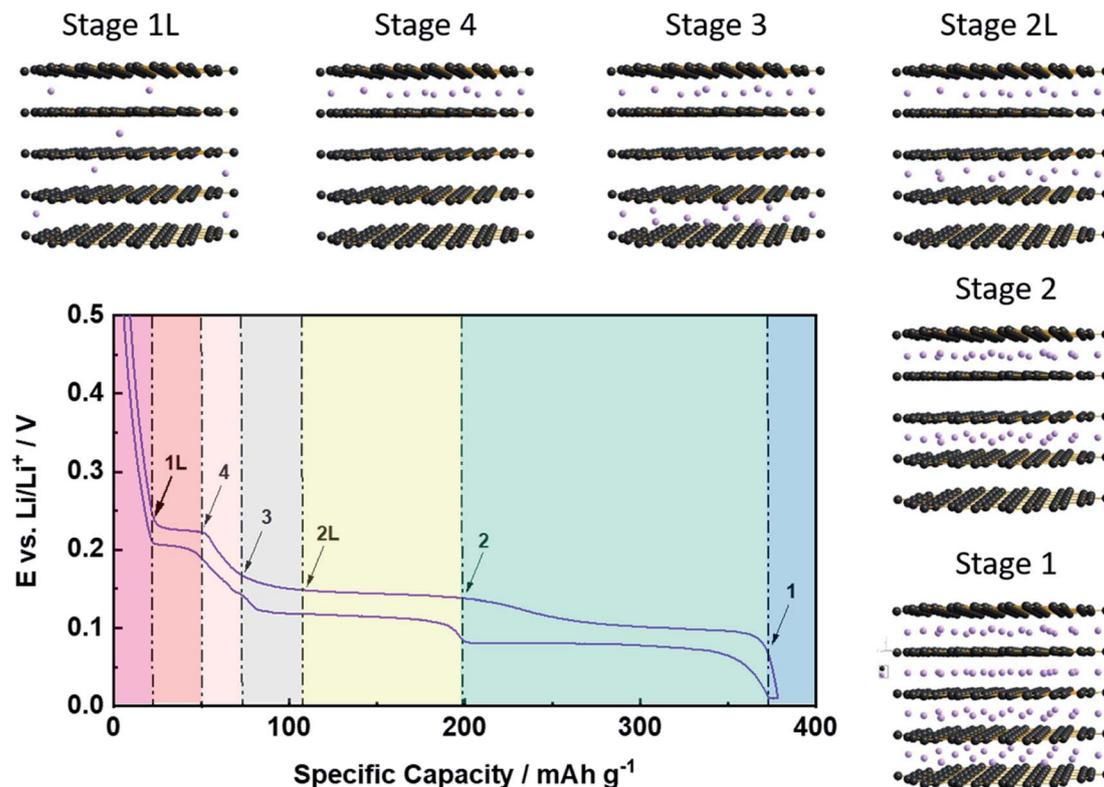 Stage 1L
Stage 4
Stage 3
Stage 2L
Stage 2
Stage 1
E vs. Li/Li⁺ / V
0.5
0.4
0.3
0.2
0.1
0.0
1L
4
3
2L
2
1
0
100
200
300
400
Specific Capacity / mAh g⁻¹